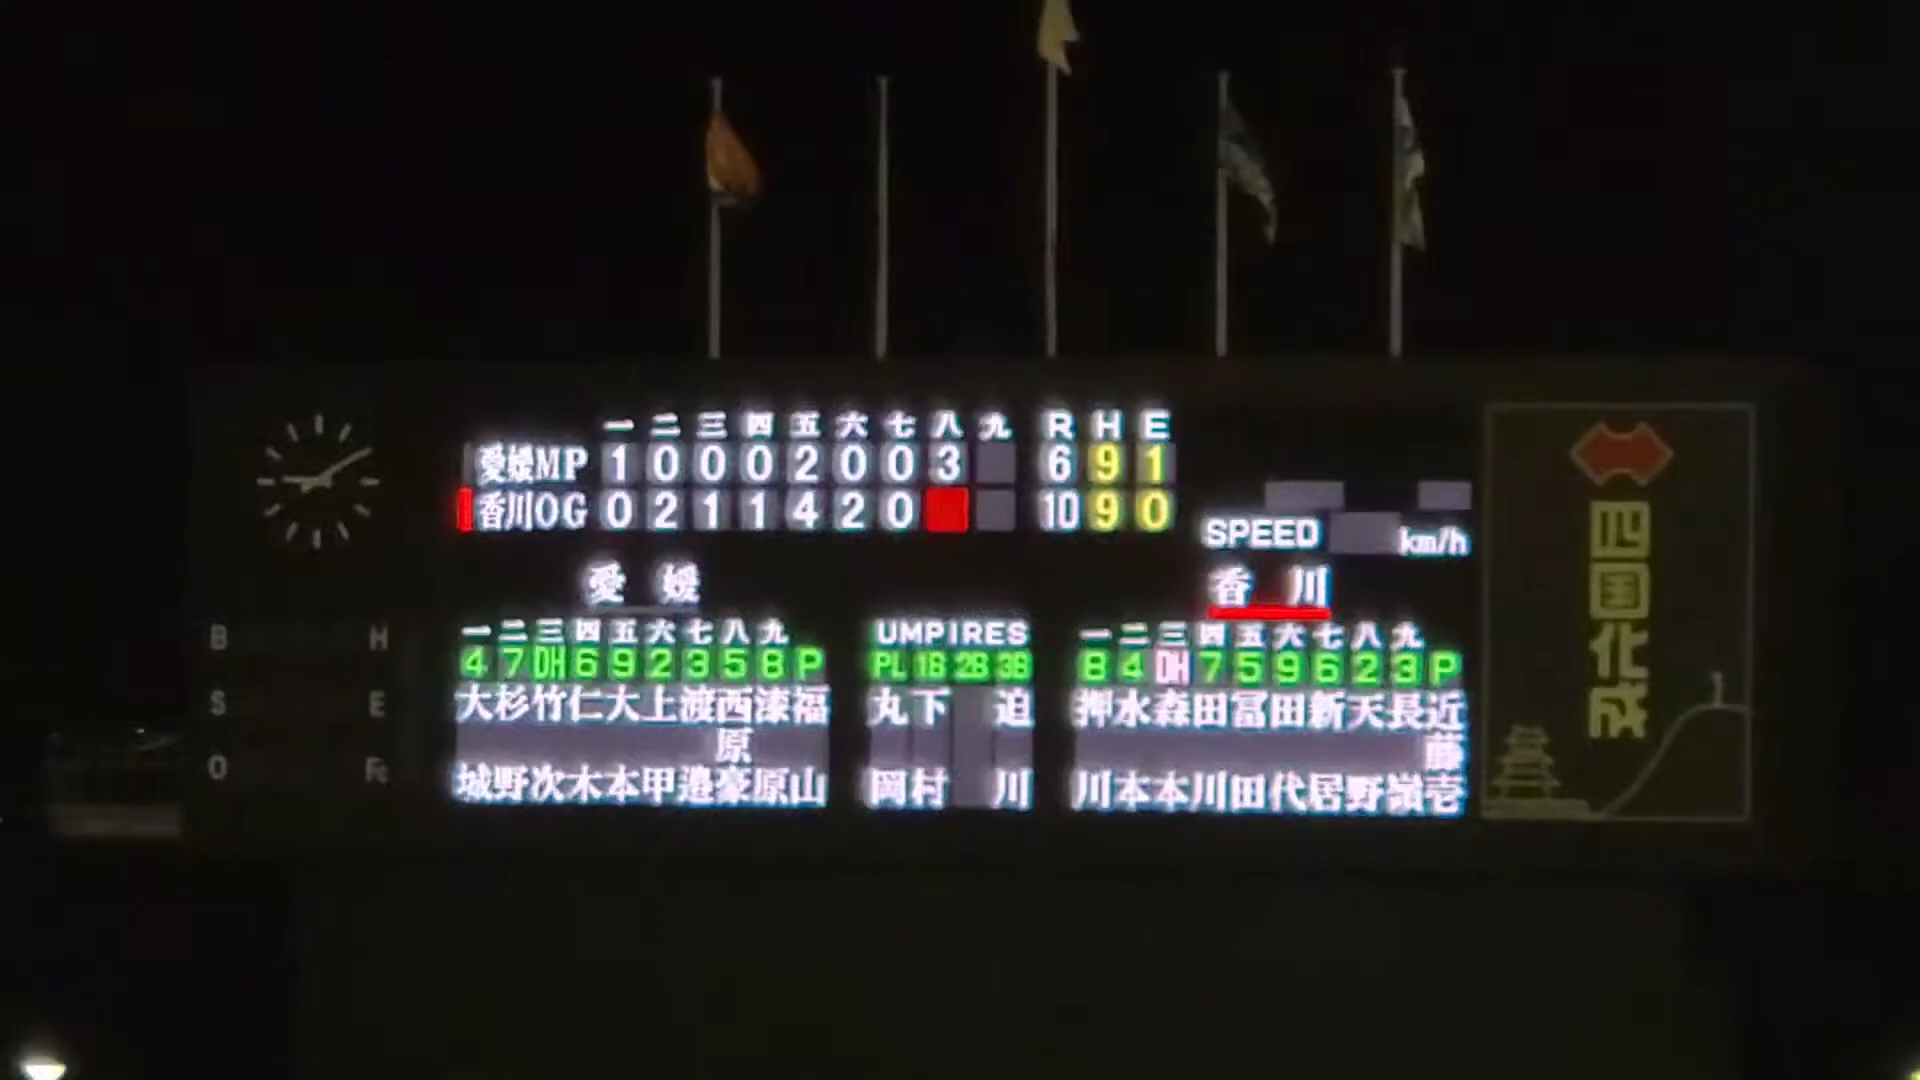 一 二 三 四 五 六 七 八 九 R H E
愛媛MP 1 0 0 0 2 0 0 3 6 9 1
香川OG 0 2 1 1 4 2 0 10 9 0
SPEED km/h
愛媛
一 二 三 四 五 六 七 八 九
4 7 DH 6 9 2 3 5 8 P
大城 杉野 竹次 仁木 大本 上甲 渡邉 西原豪 漆原 福山
UMPIRES
PL 1B 2B 3B
丸岡 下村 迫川
香川
一 二 三 四 五 六 七 八 九
8 4 DH 7 5 9 6 2 3 P
押川 水本 森本 田川 冨田 田代 新居 天野 長嶺 近藤壱
B H
S E
O Fc
四国化成